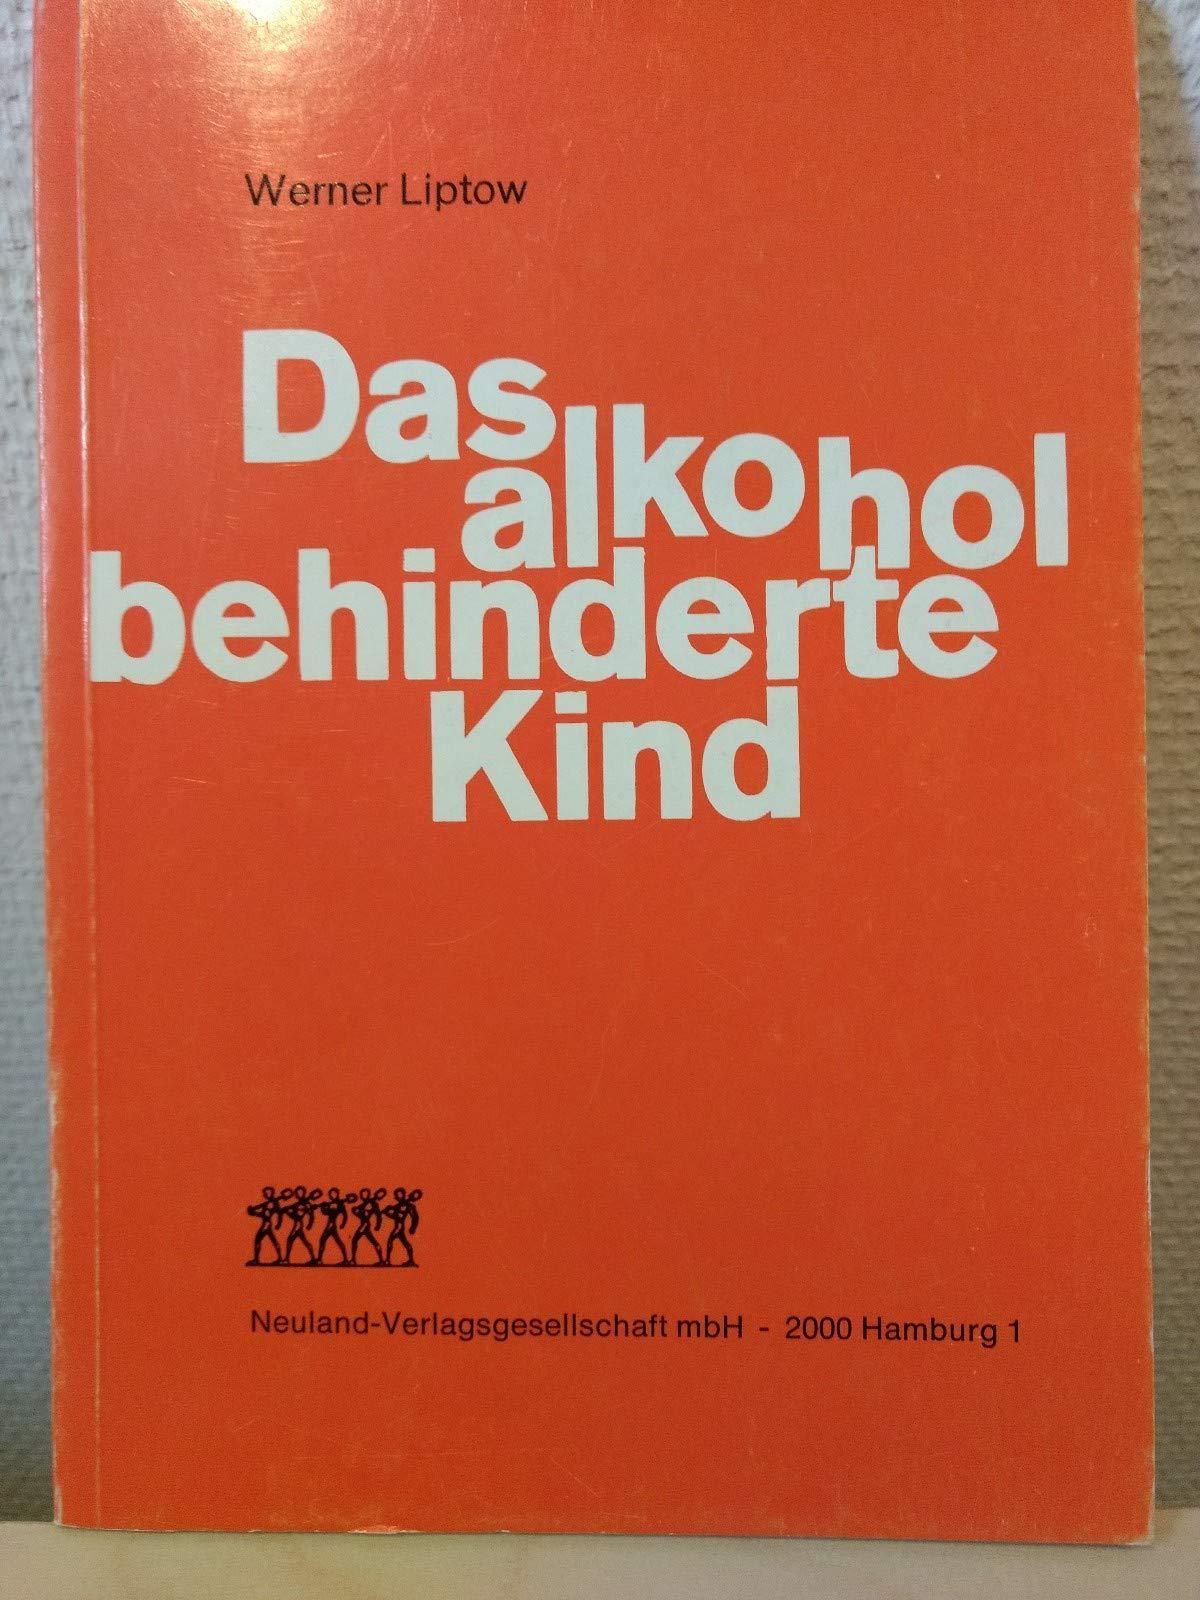 Werner Liptow
Das
alkohol
behinderte
Kind
Neuland-Verlagsgesellschaft mbH - 2000 Hamburg 1